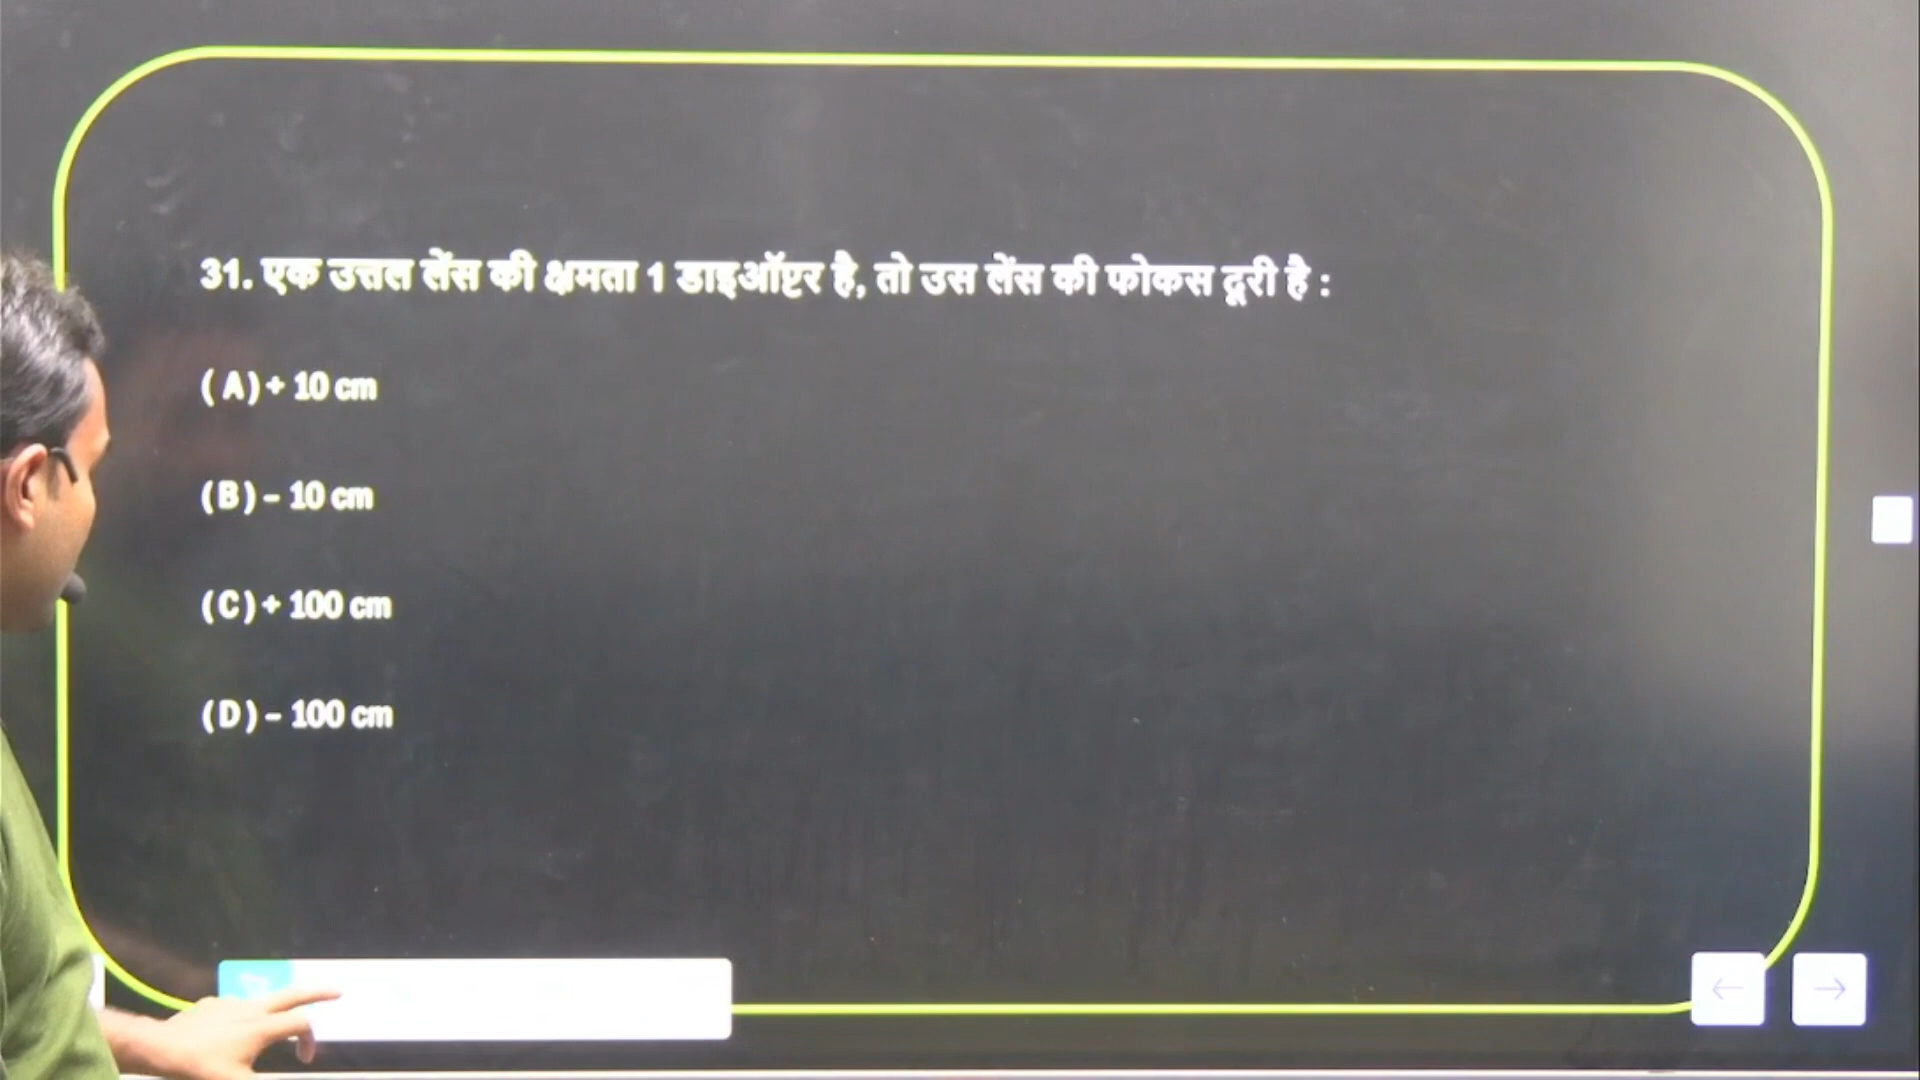 31. एक उत्तल लेंस की क्षमता 1 डाइऑप्टर है, तो उस लेंस की फोकस दूरी है :
( A ) + 10 cm
( B ) – 10 cm
( C ) + 100 cm
( D ) – 100 cm